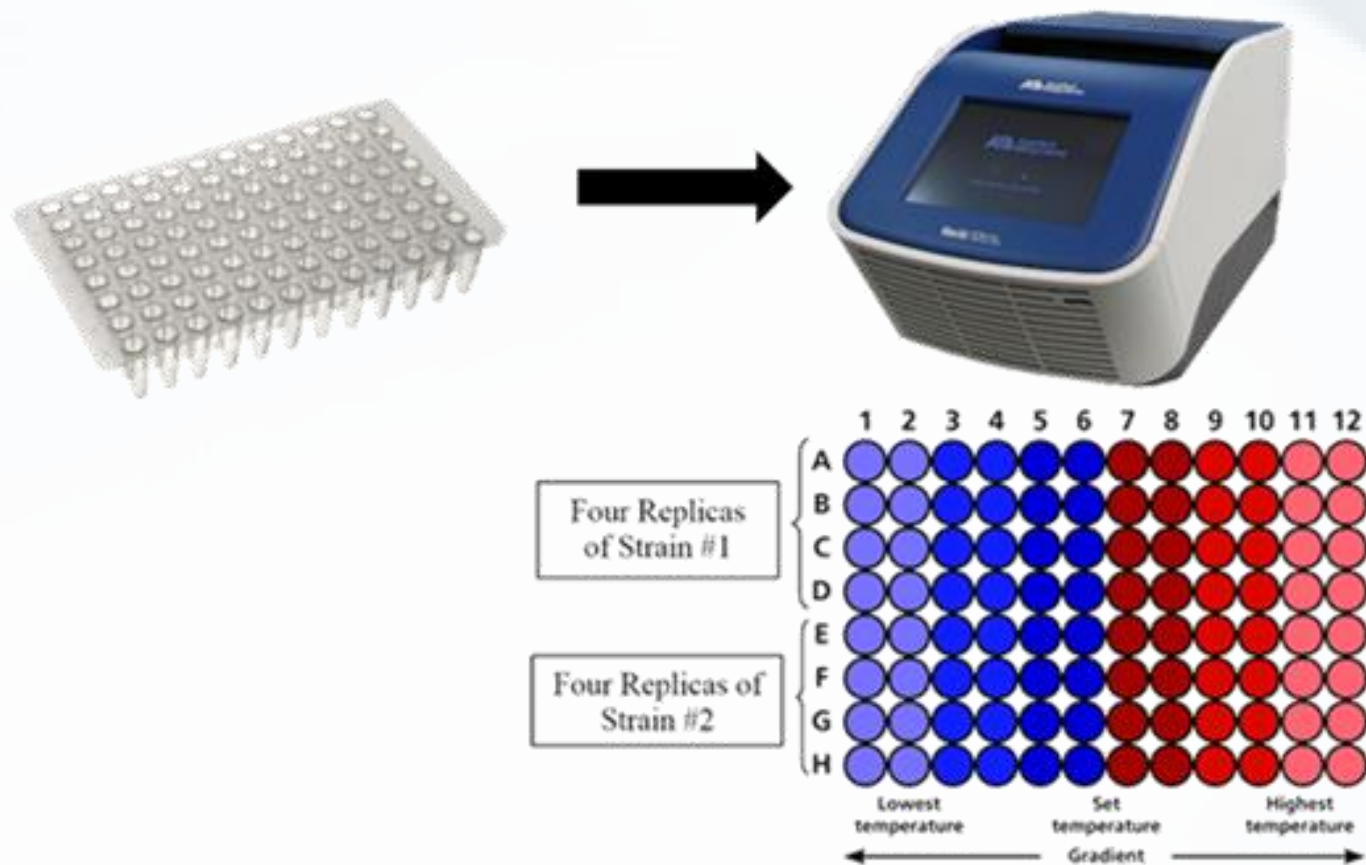 1 2 3 4 5 6 7 8 9 10 11 12
A
B
C
D
E
F
G
H
Four Replicas
of Strain #1
Four Replicas of
Strain #2
Lowest
temperature
Set
temperature
Highest
temperature
Gradient